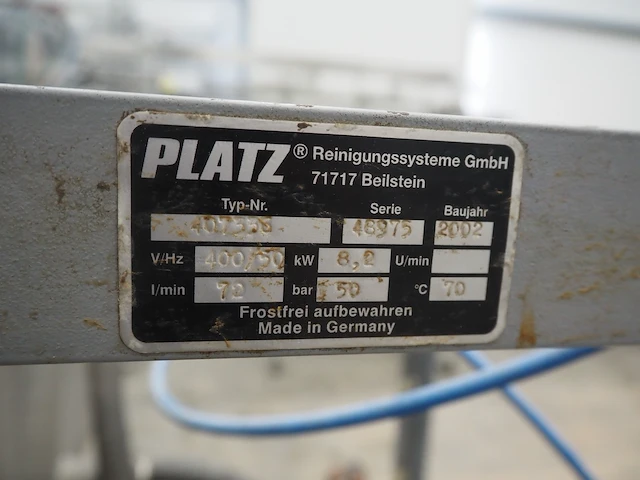 PLATZ® Reinigungssysteme GmbH
71717 Beilstein
Typ-Nr. Serie Baujahr
48975 2002
V/Hz 400/50 kW 8,2 U/min
l/min 72 bar 50 °C 70
Frostfrei aufbewahren
Made in Germany